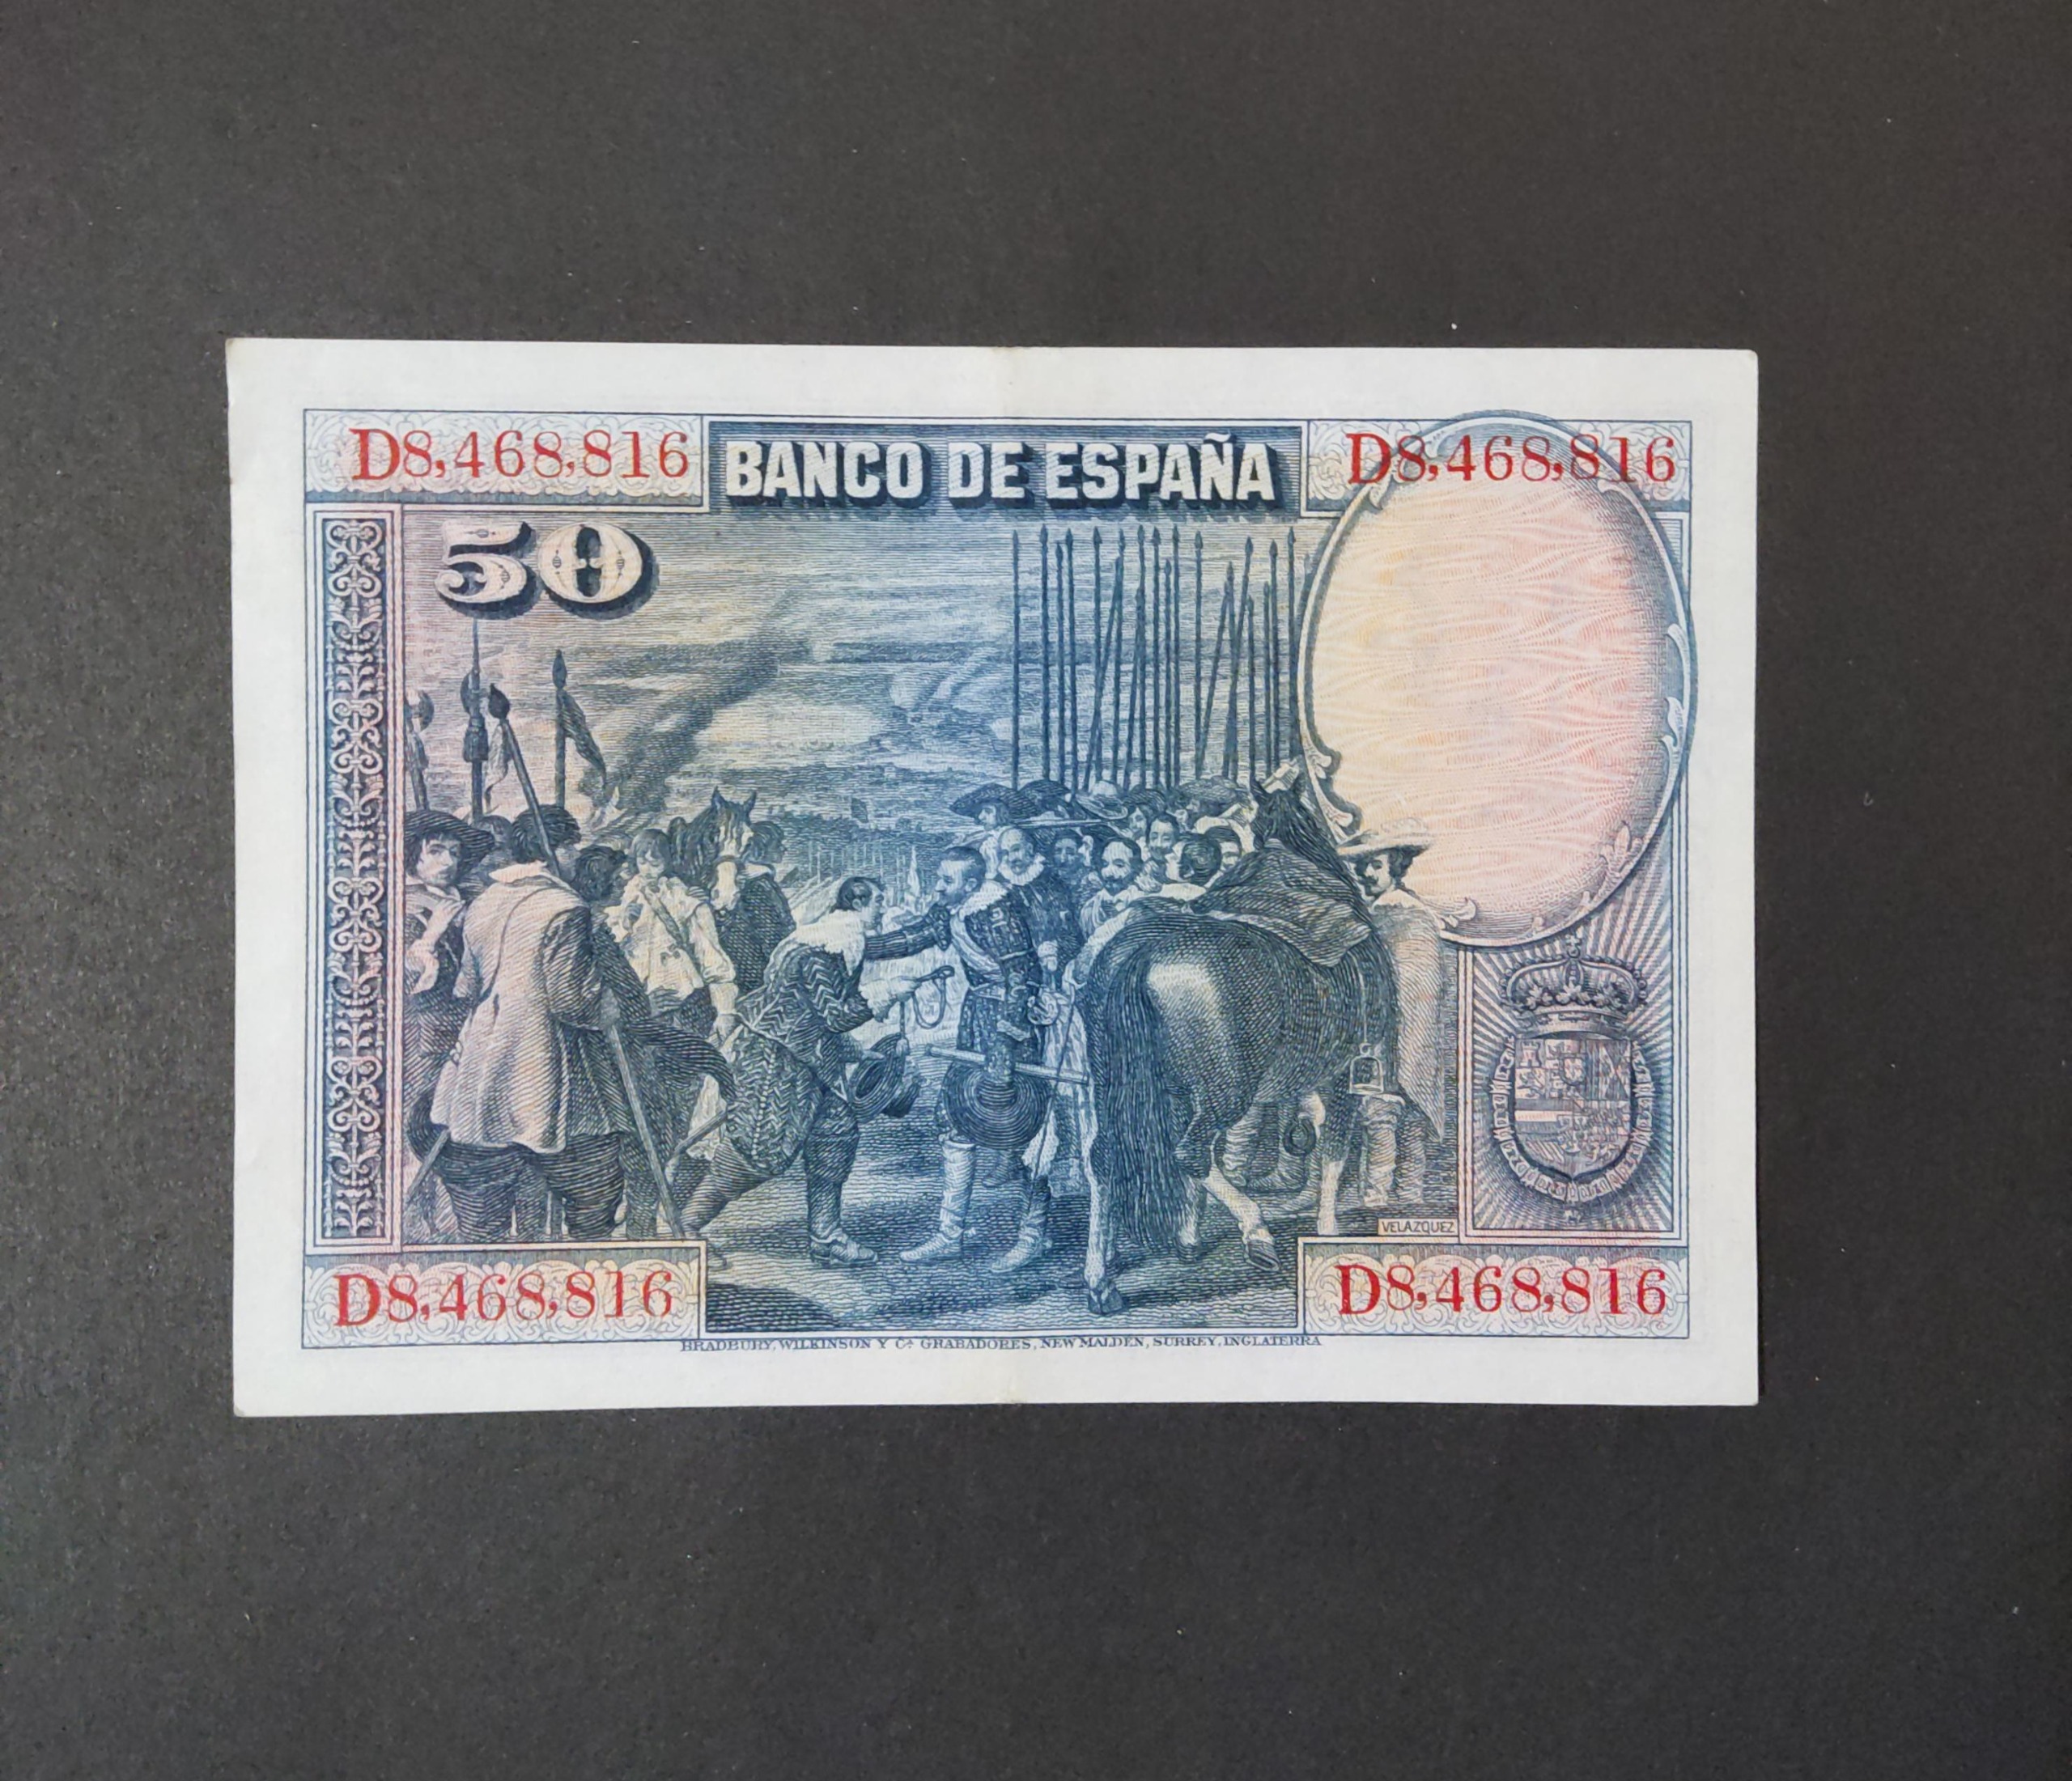 D8,468,816
BANCO DE ESPAÑA
D8,468,816
50
VELAZQUEZ
D8,468,816
D8,468,816
BRADBURY, WILKINSON Y Cª GRABADORES, NEW MALDEN, SURREY, INGLATERRA